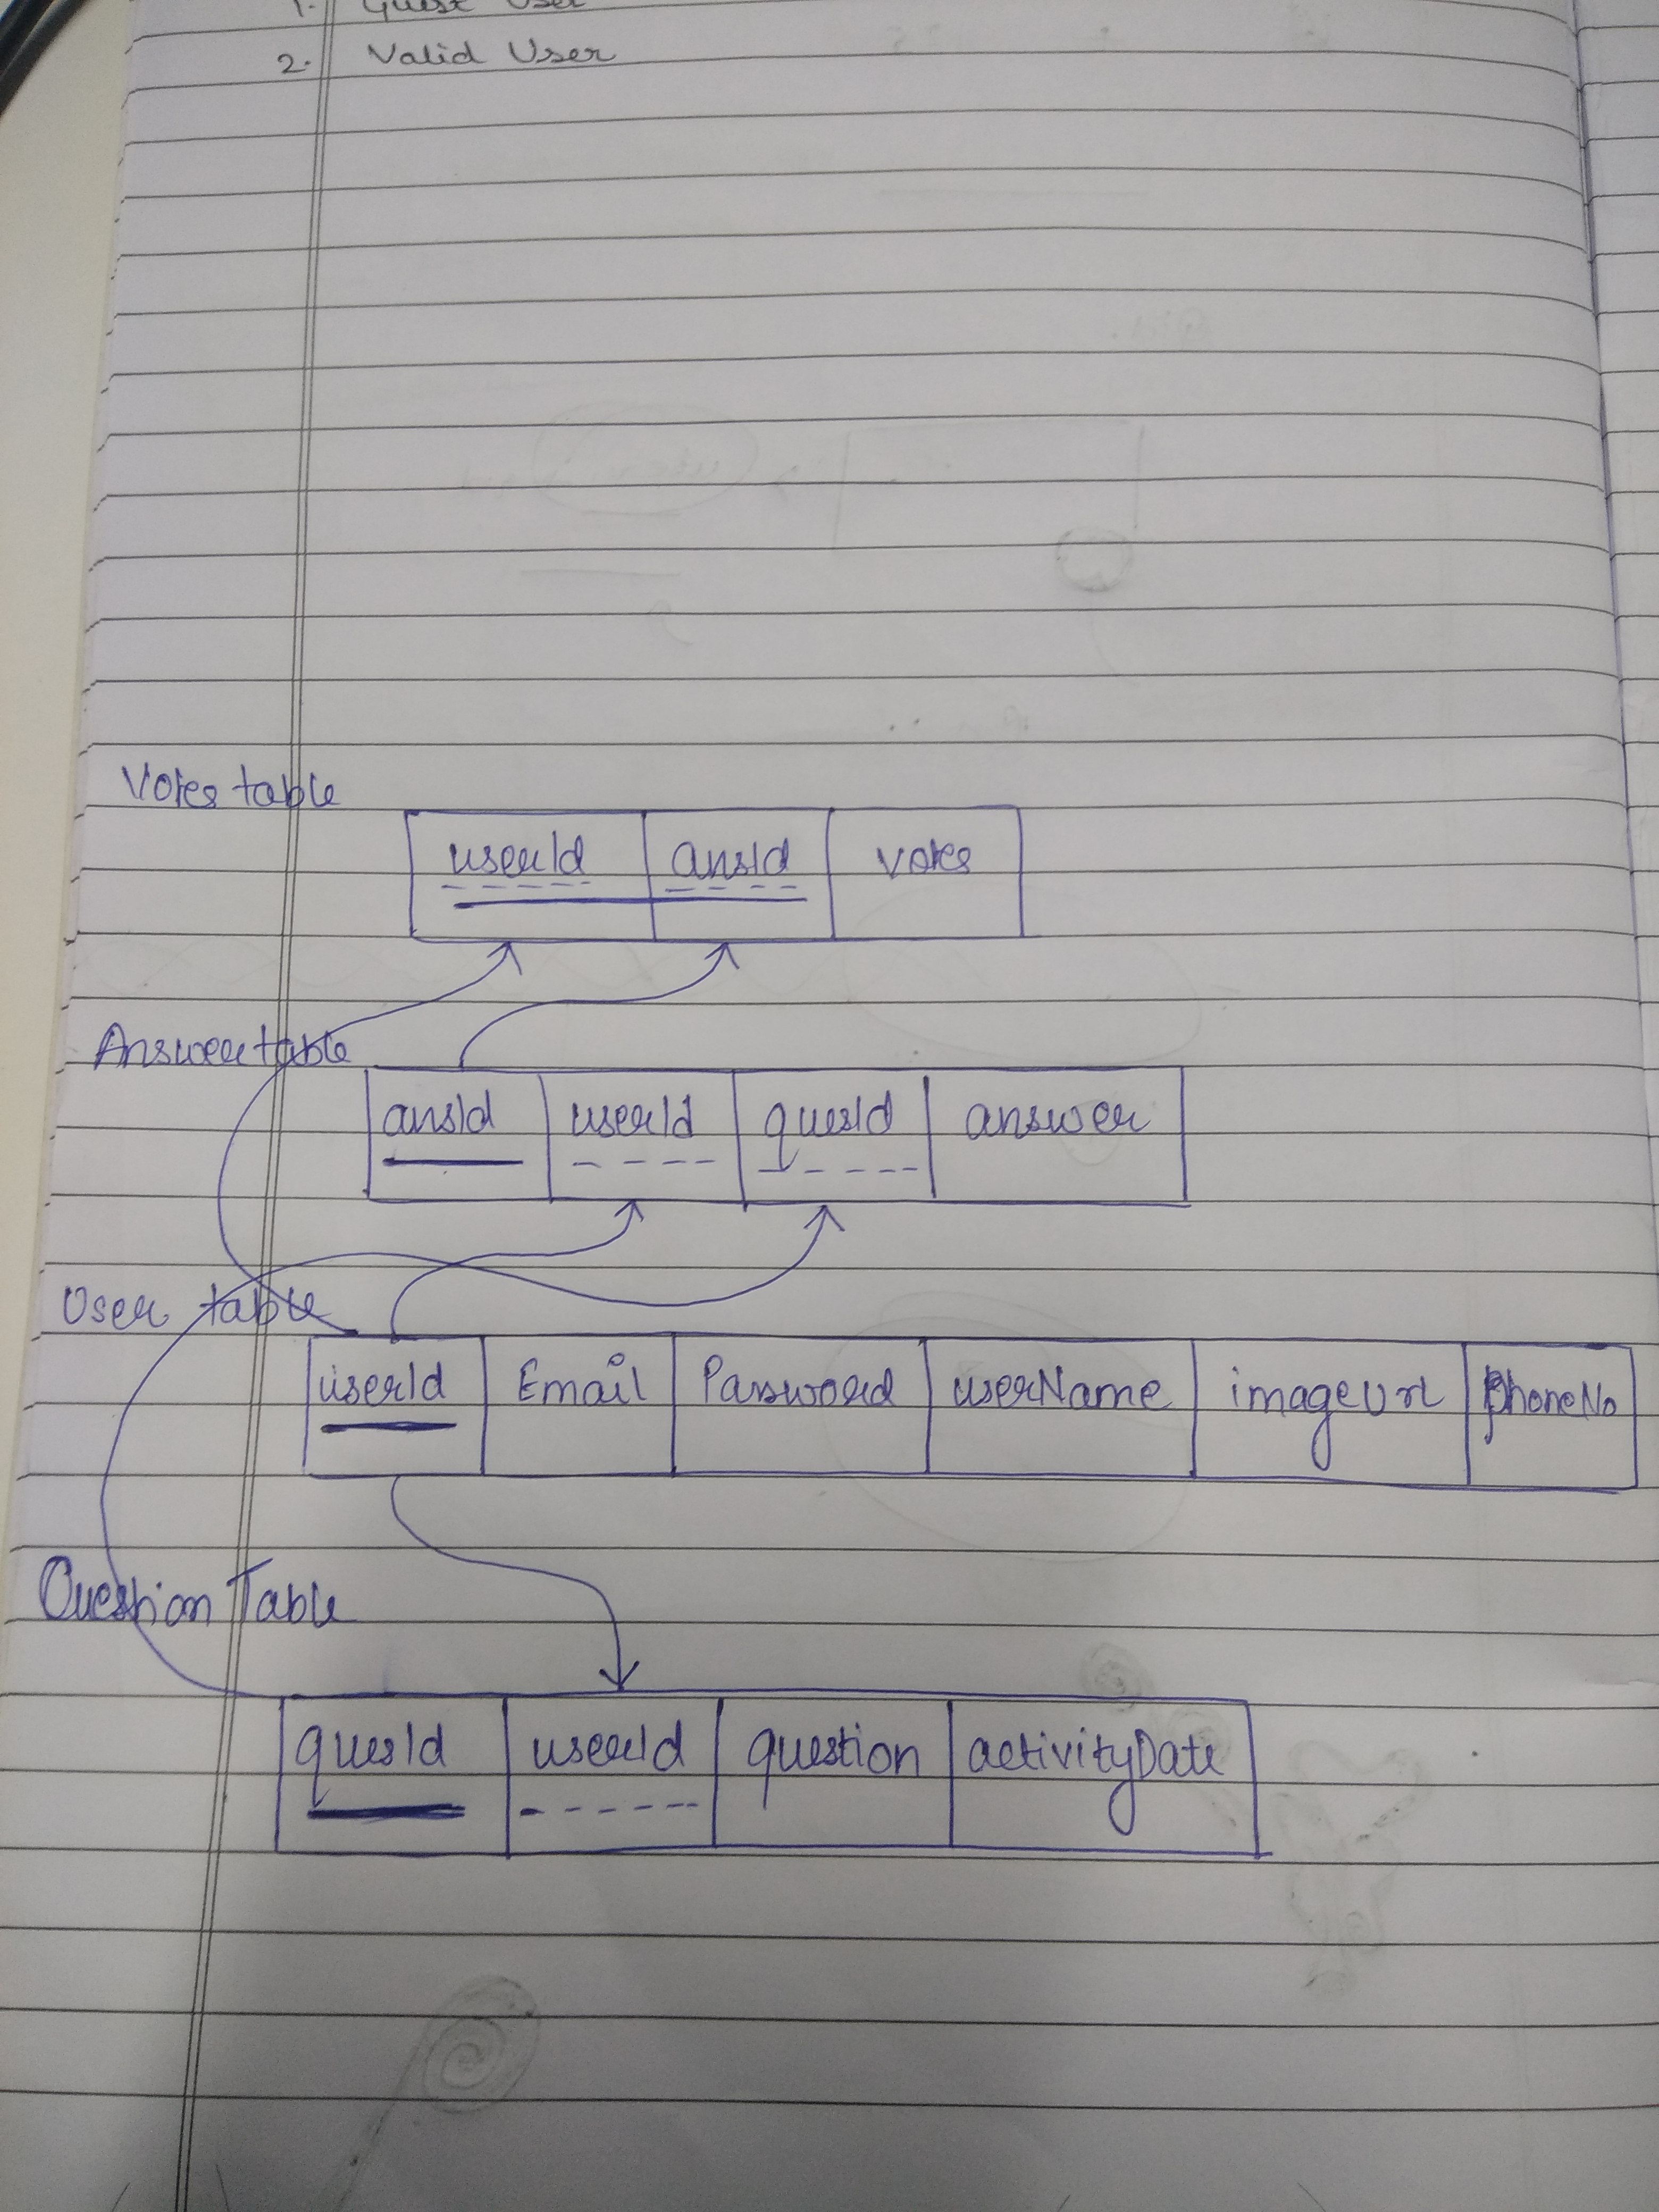 1. Guest User
2. Valid User
Votes table
userId ansId votes
Answer table
ansId userId quesId answer
User table
userId Email Password userName imageUrl phoneNo
Question Table
quesId userId question activityDate